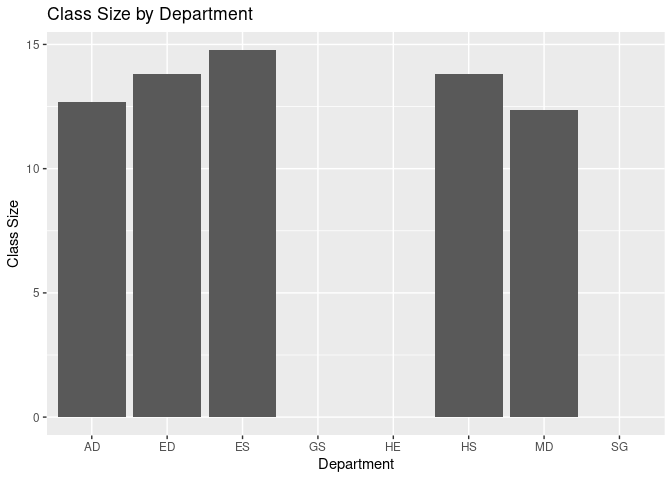 Class Size by Department
15
10
5
0
Class Size
AD ED ES GS HE HS MD SG
Department